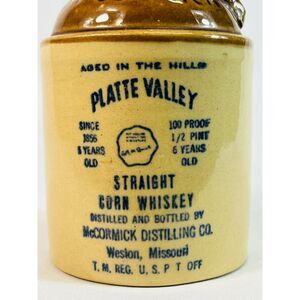 AGED IN THE HILLS
PLATTE VALLEY
SINCE
1856
6 YEARS
OLD
100 PROOF
1/2 PINT
6 YEARS
OLD
STRAIGHT
CORN WHISKEY
DISTILLED AND BOTTLED BY
McCORMICK DISTILLING CO.
Weston, Missouri
T. M. REG. U. S. P T OFF